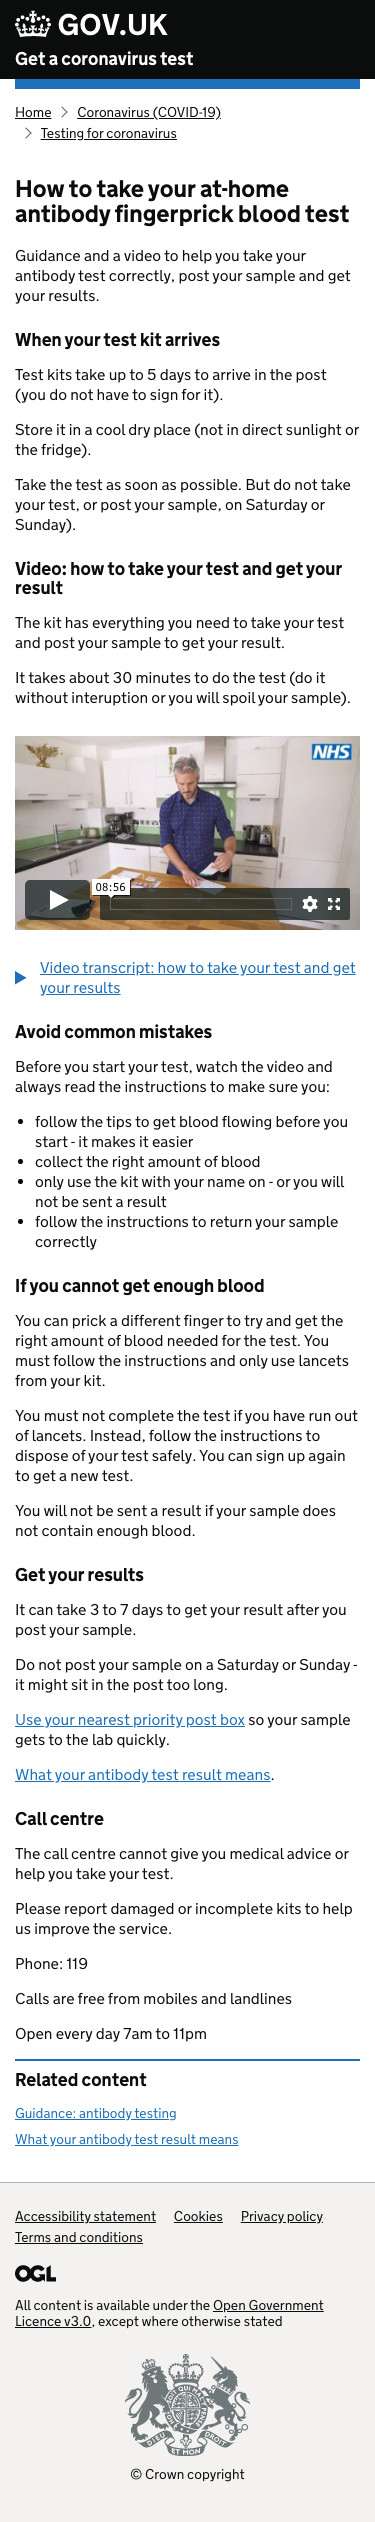 GOV.UK
Get a coronavirus test
Home > Coronavirus (COVID-19)
> Testing for coronavirus
How to take your at-home
antibody fingerprick blood test
Guidance and a video to help you take your
antibody test correctly, post your sample and get
your results.
When your test kit arrives
Test kits take up to 5 days to arrive in the post
(you do not have to sign for it).
Store it in a cool dry place (not in direct sunlight or
the fridge).
Take the test as soon as possible. But do not take
your test, or post your sample, on Saturday or
Sunday).
Video: how to take your test and get your
result
The kit has everything you need to take your test
and post your sample to get your result.
It takes about 30 minutes to do the test (do it
without interuption or you will spoil your sample).
NHS
08:56
Video transcript: how to take your test and get
your results
Avoid common mistakes
Before you start your test, watch the video and
always read the instructions to make sure you:
• follow the tips to get blood flowing before you
start - it makes it easier
• collect the right amount of blood
• only use the kit with your name on - or you will
not be sent a result
• follow the instructions to return your sample
correctly
If you cannot get enough blood
You can prick a different finger to try and get the
right amount of blood needed for the test. You
must follow the instructions and only use lancets
from your kit.
You must not complete the test if you have run out
of lancets. Instead, follow the instructions to
dispose of your test safely. You can sign up again
to get a new test.
You will not be sent a result if your sample does
not contain enough blood.
Get your results
It can take 3 to 7 days to get your result after you
post your sample.
Do not post your sample on a Saturday or Sunday -
it might sit in the post too long.
Use your nearest priority post box so your sample
gets to the lab quickly.
What your antibody test result means.
Call centre
The call centre cannot give you medical advice or
help you take your test.
Please report damaged or incomplete kits to help
us improve the service.
Phone: 119
Calls are free from mobiles and landlines
Open every day 7am to 11pm
Related content
Guidance: antibody testing
What your antibody test result means
Accessibility statement Cookies Privacy policy
Terms and conditions
OGL
All content is available under the Open Government
Licence v3.0, except where otherwise stated
DIEU ET MON DROIT
© Crown copyright